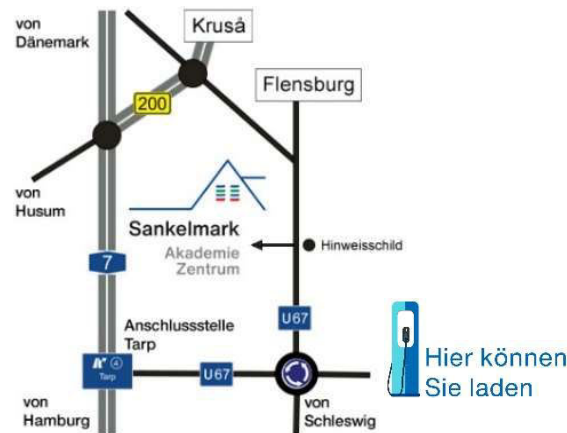 von
Dänemark
Kruså
Flensburg
200
von
Husum
Sankelmark
Akademie
Zentrum
Hinweisschild
7
U67
Anschlussstelle
Tarp
4
Tarp
U67
Hier können
Sie laden
von
Hamburg
von
Schleswig